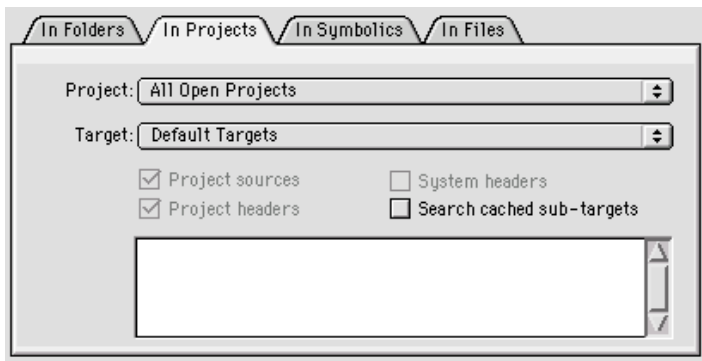 In Folders In Projects In Symbolics In Files
Project: All Open Projects
Target: Default Targets
Project sources System headers
Project headers Search cached sub-targets